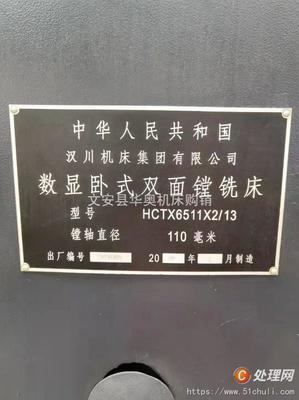 中华人民共和国
汉川机床集团有限公司
数显卧式双面镗铣床
文安县华奥机床购销
型号 HCTX6511X2/13
镗轴直径 110 毫米
出厂编号 20 年 月制造
C处理网
https://www.51chuli.com/